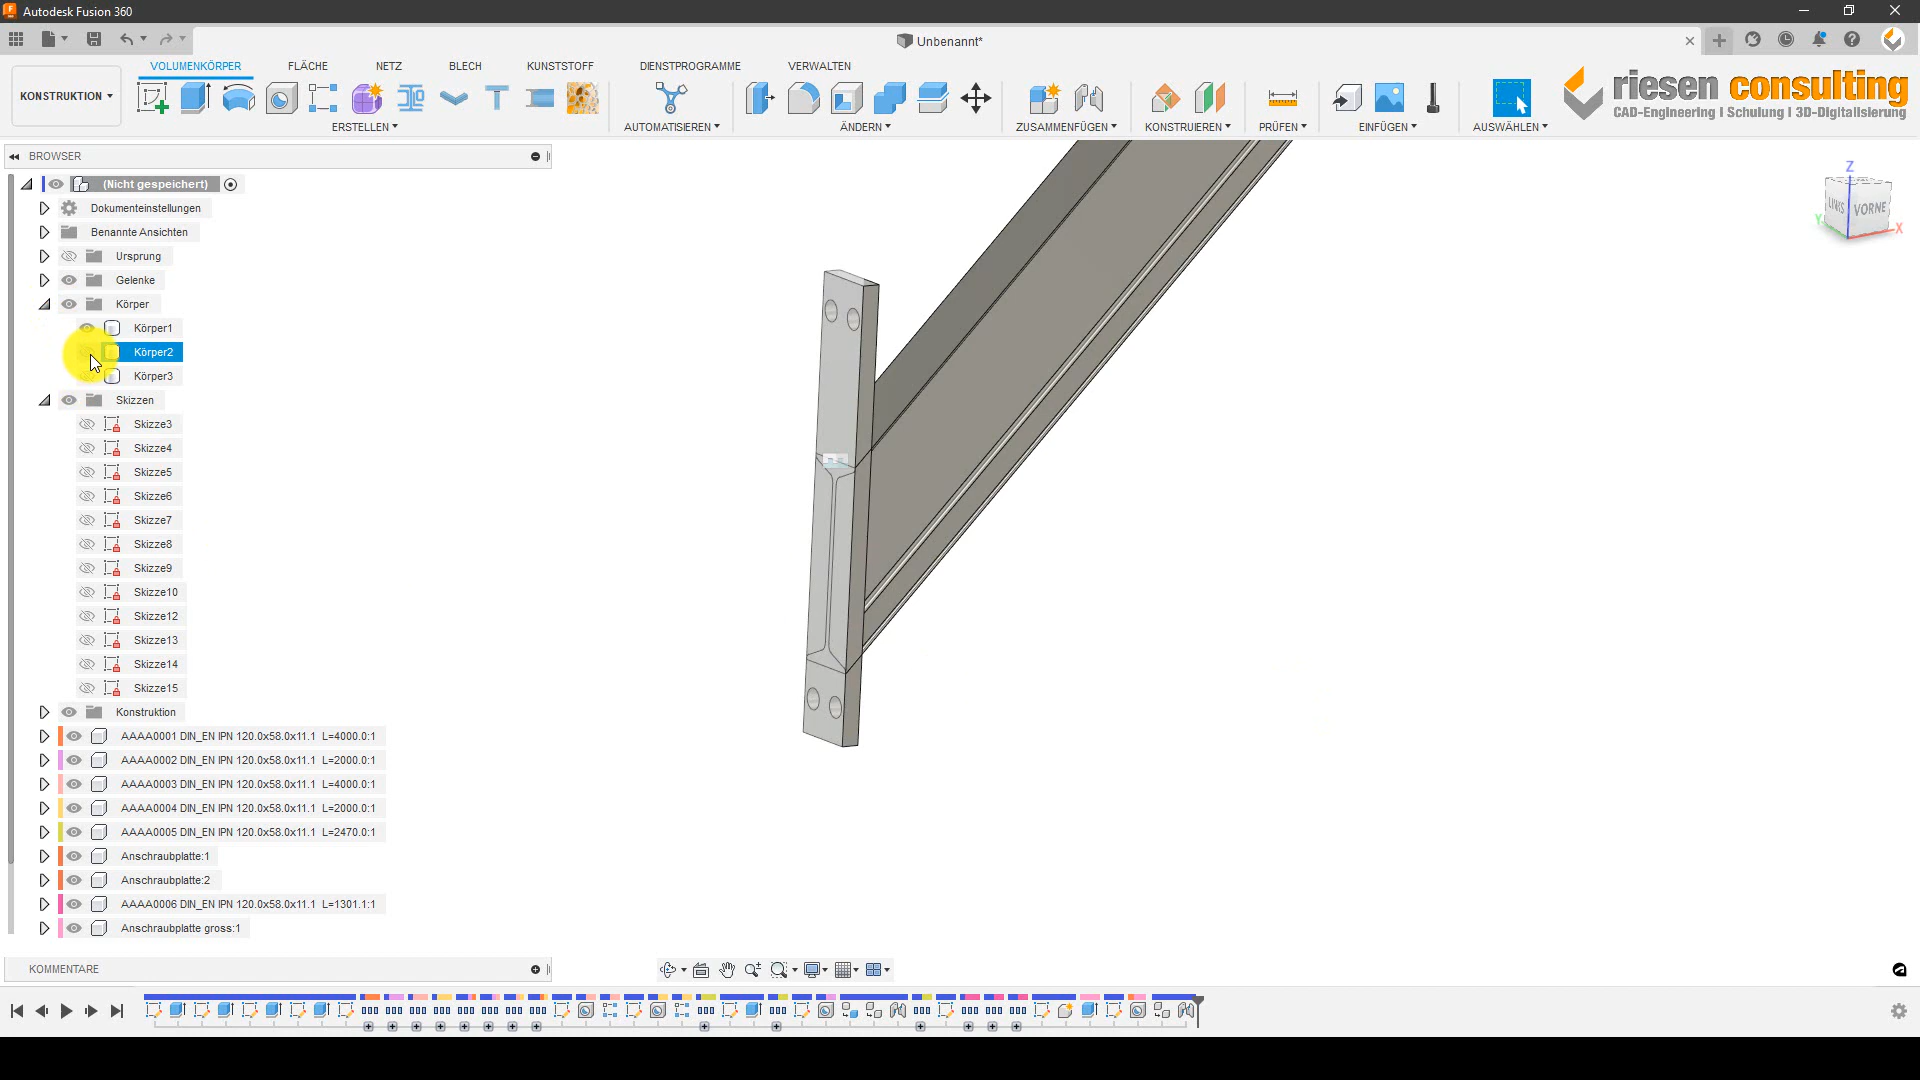 Autodesk Fusion 360
Unbenannt*
VOLUMENKÖRPER FLÄCHE NETZ BLECH KUNSTSTOFF DIENSTPROGRAMME VERWALTEN
KONSTRUKTION
ERSTELLEN AUTOMATISIEREN ÄNDERN ZUSAMMENFÜGEN KONSTRUIEREN PRÜFEN EINFÜGEN AUSWÄHLEN
riesen consulting
CAD-Engineering I Schulung I 3D-Digitalisierung
BROWSER
(Nicht gespeichert)
Dokumenteinstellungen
Benannte Ansichten
Ursprung
Gelenke
Körper
Körper1
Körper2
Körper3
Skizzen
Skizze3
Skizze4
Skizze5
Skizze6
Skizze7
Skizze8
Skizze9
Skizze10
Skizze12
Skizze13
Skizze14
Skizze15
Konstruktion
AAAA0001 DIN_EN IPN 120.0x58.0x11.1 L=4000.0:1
AAAA0002 DIN_EN IPN 120.0x58.0x11.1 L=2000.0:1
AAAA0003 DIN_EN IPN 120.0x58.0x11.1 L=4000.0:1
AAAA0004 DIN_EN IPN 120.0x58.0x11.1 L=2000.0:1
AAAA0005 DIN_EN IPN 120.0x58.0x11.1 L=2470.0:1
Anschraubplatte:1
Anschraubplatte:2
AAAA0006 DIN_EN IPN 120.0x58.0x11.1 L=1301.1:1
Anschraubplatte gross:1
Z
LINKS VORNE
Y
X
KOMMENTARE